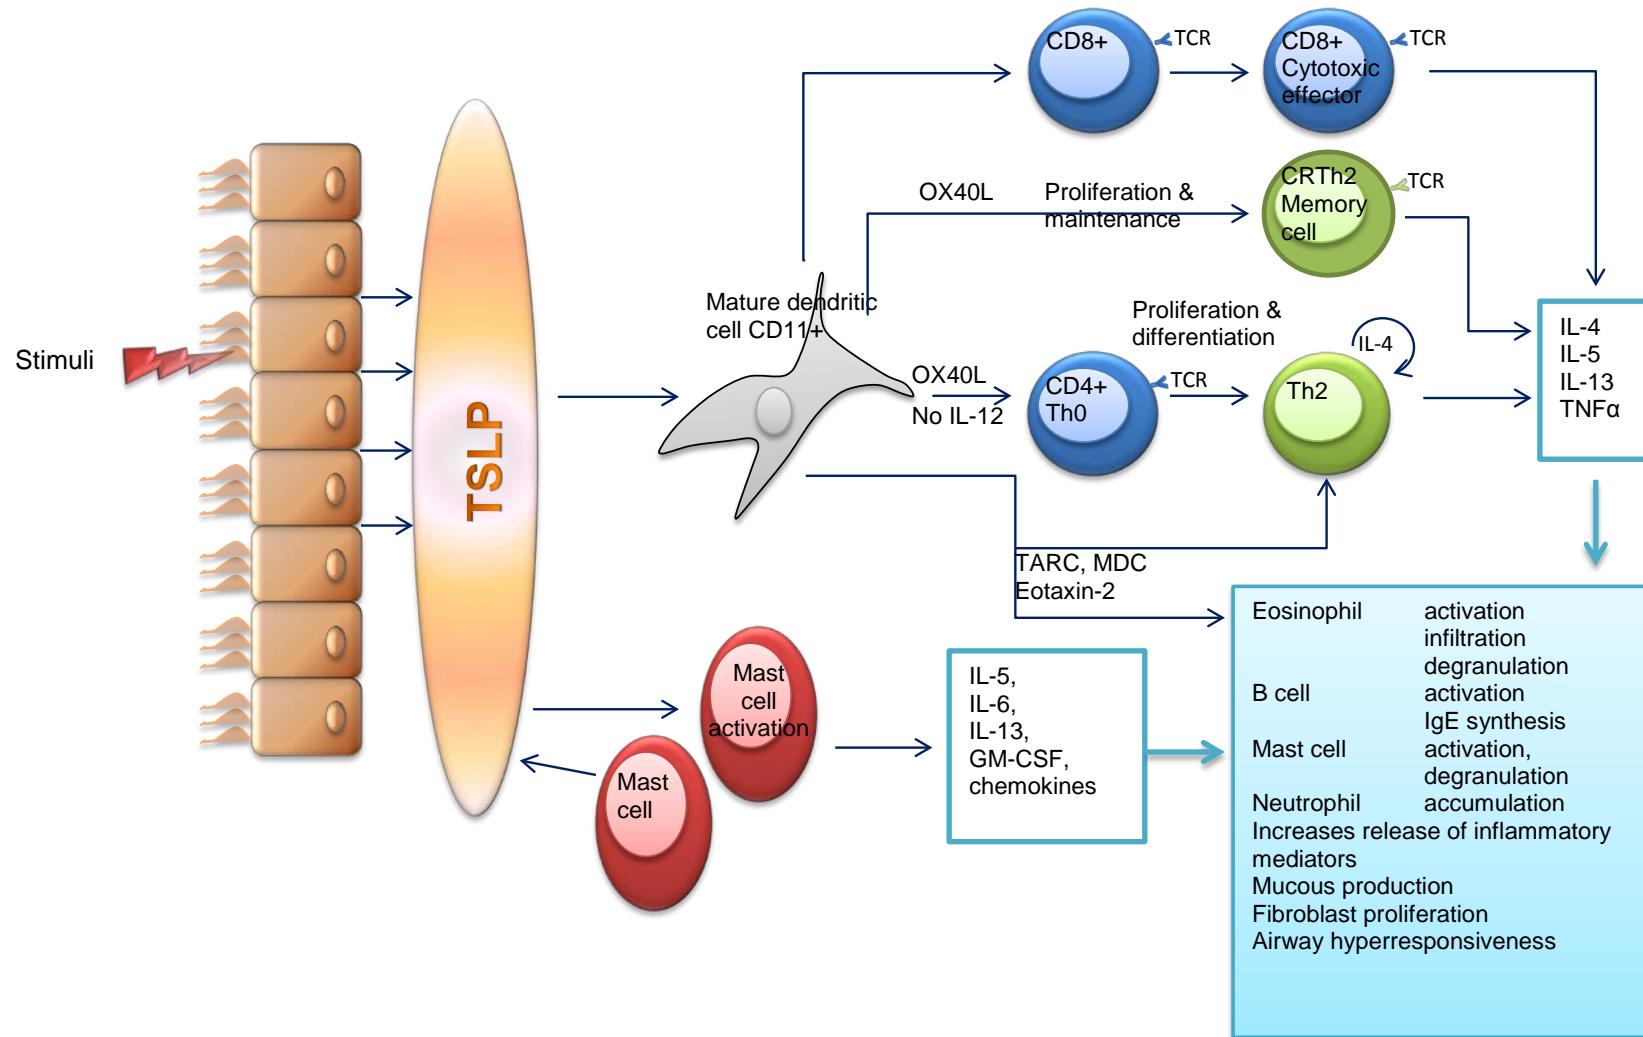 CD8+
TCR
CD8+
Cytotoxic
effector
TCR
OX40L
Proliferation &
maintenance
CRTh2
Memory
cell
TCR
Stimuli
TSLP
Mature dendritic
cell CD11+
OX40L
No IL-12
CD4+
Th0
TCR
Proliferation &
differentiation
IL-4
Th2
IL-4
IL-5
IL-13
TNFα
TARC, MDC
Eotaxin-2
Mast
cell
activation
Mast
cell
IL-5,
IL-6,
IL-13,
GM-CSF,
chemokines
Eosinophil activation
infiltration
degranulation
B cell activation
IgE synthesis
Mast cell activation,
degranulation
Neutrophil accumulation
Increases release of inflammatory
mediators
Mucous production
Fibroblast proliferation
Airway hyperresponsiveness